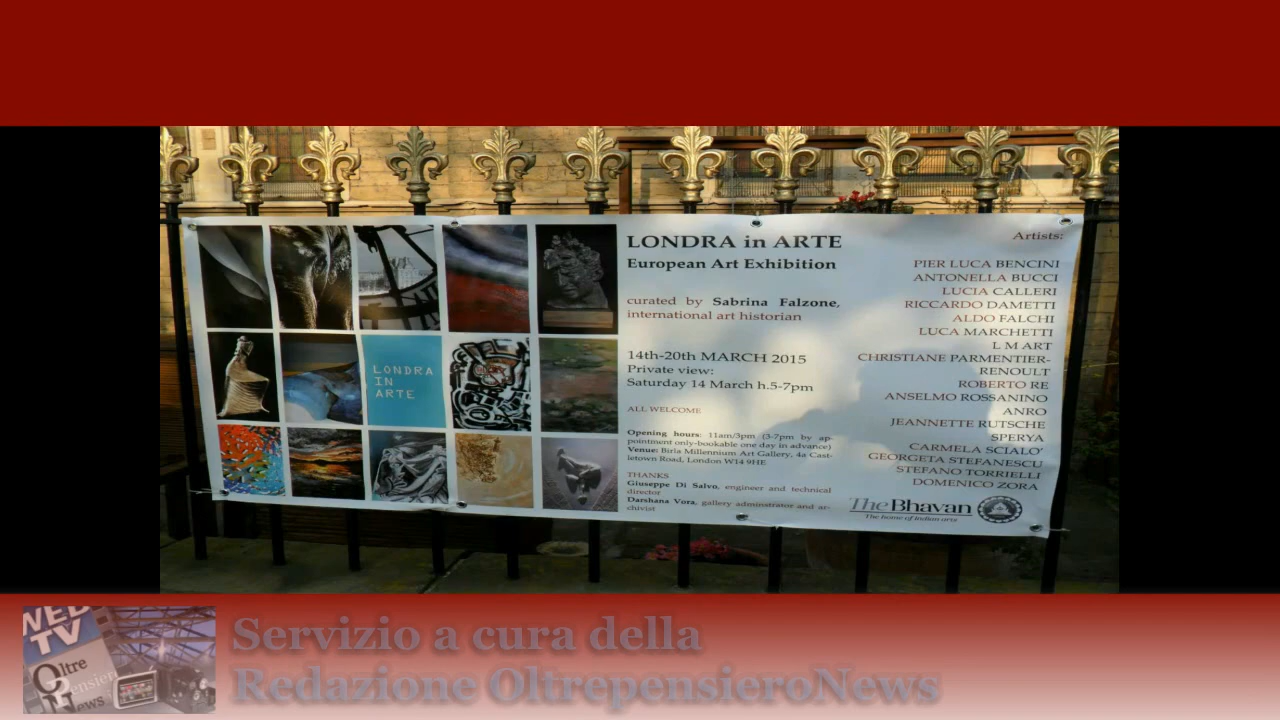 LONDRA in ARTE
European Art Exhibition
curated by Sabrina Falzone,
international art historian
14th-20th MARCH 2015
Private view:
Saturday 14 March h.5-7pm
ALL WELCOME
Opening hours: 11am/3pm (3-7pm by ap-
pointment only-bookable one day in advance)
Venue: Birla Millennium Art Gallery, 4a Cast-
letown Road, London W14 9HE
THANKS
Giuseppe Di Salvo, engineer and technical
director
Darshana Vora, gallery adminstrator and ar-
chivist
Artists:
PIER LUCA BENCINI
ANTONELLA BUCCI
LUCIA CALLERI
RICCARDO DAMETTI
ALDO FALCHI
LUCA MARCHETTI
L M ART
CHRISTIANE PARMENTIER-
RENOULT
ROBERTO RE
ANSELMO ROSSANINO
ANRO
JEANNETTE RUTSCHE
SPERYA
CARMELA SCIALO'
GEORGETA STEFANESCU
STEFANO TORRIELLI
DOMENICO ZORA
The Bhavan
The home of Indian arts
LONDRA
IN
ARTE
WEB
TV
Oltre
Pensiero
News
Servizio a cura della
Redazione OltrepensieroNews